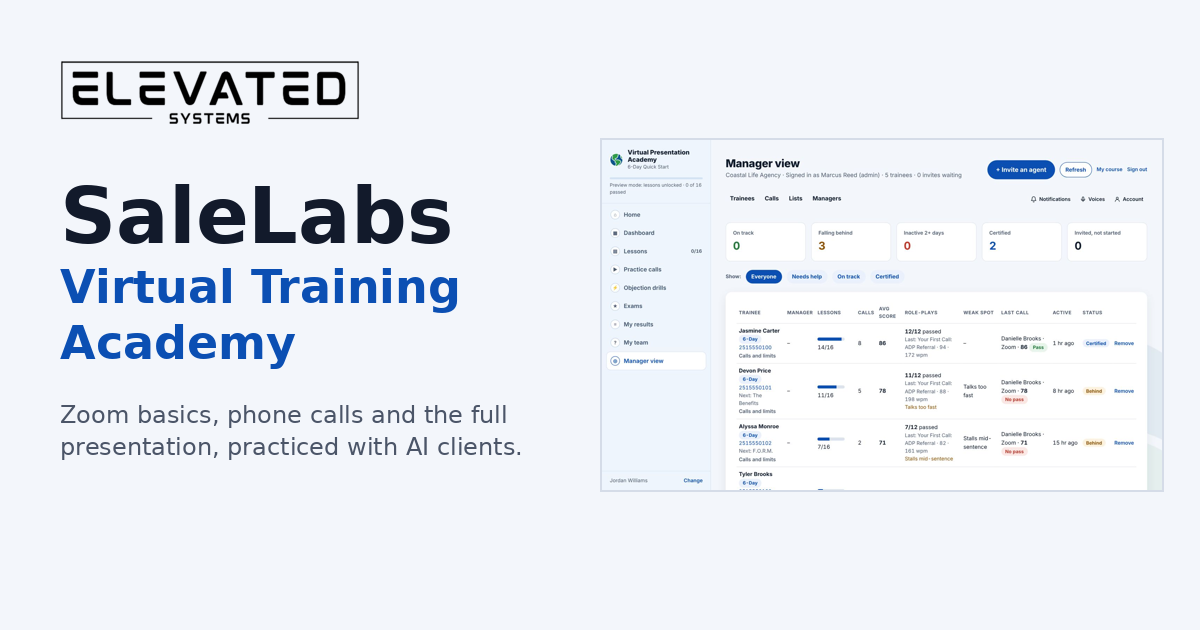 ELEVATED
SYSTEMS
SaleLabs
Virtual Training
Academy
Zoom basics, phone calls and the full
presentation, practiced with AI clients.
Virtual Presentation
Academy
6-Day Quick Start
Preview mode: lessons unlocked · 0 of 16
passed
Home
Dashboard
Lessons 0/16
Practice calls
Objection drills
Exams
My results
My team
Manager view
Jordan Williams Change
Manager view
Coastal Life Agency · Signed in as Marcus Reed (admin) · 5 trainees · 0 invites waiting
+ Invite an agent Refresh My course Sign out
Trainees Calls Lists Managers Notifications Voices Account
On track Falling behind Inactive 2+ days Certified Invited, not started
0 3 0 2 0
Show: Everyone Needs help On track Certified
TRAINEE MANAGER LESSONS CALLS AVG SCORE ROLE-PLAYS WEAK SPOT LAST CALL ACTIVE STATUS
Jasmine Carter
6-Day
2515550100
Calls and limits
– 14/16 8 86
12/12 passed
Last: Your First Call:
ADP Referral · 94 ·
172 wpm
–
Danielle Brooks ·
Zoom · 86 Pass
1 hr ago Certified Remove
Devon Price
6-Day
2515550101
Next: The
Benefits
Calls and limits
– 11/16 5 78
11/12 passed
Last: Your First Call:
ADP Referral · 88 ·
198 wpm
Talks too fast
Talks too
fast
Danielle Brooks ·
Zoom · 78
No pass
8 hr ago Behind Remove
Alyssa Monroe
6-Day
2515550102
Next: F.O.R.M.
Calls and limits
– 7/16 2 71
7/12 passed
Last: Your First Call:
ADP Referral · 82 ·
161 wpm
Stalls mid-sentence
Stalls mid-
sentence
Danielle Brooks ·
Zoom · 71
No pass
15 hr ago Behind Remove
Tyler Brooks
6-Day